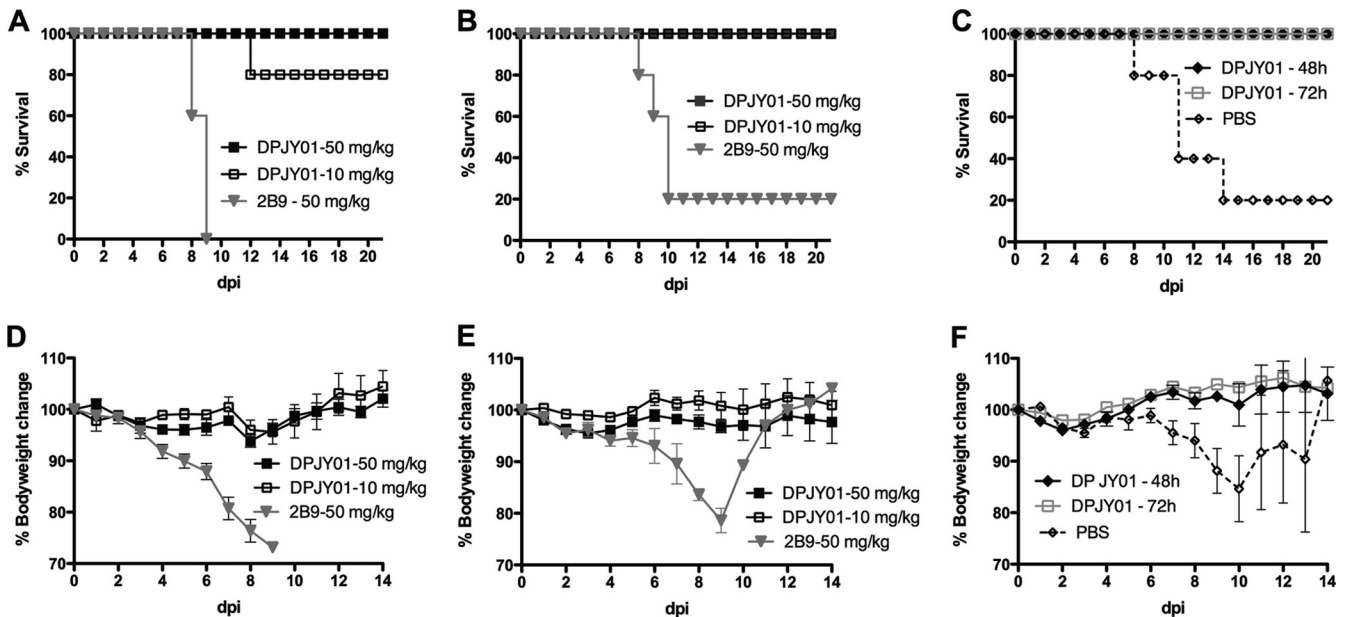 A
B
C
% Survival
100
80
60
40
20
0
DPJY01-50 mg/kg
DPJY01-10 mg/kg
2B9 - 50 mg/kg
0 2 4 6 8 10 12 14 16 18 20
dpi
% Survival
100
80
60
40
20
0
DPJY01-50 mg/kg
DPJY01-10 mg/kg
2B9-50 mg/kg
0 2 4 6 8 10 12 14 16 18 20
dpi
% Survival
100
80
60
40
20
0
DPJY01 - 48h
DPJY01 - 72h
PBS
0 2 4 6 8 10 12 14 16 18 20
dpi
D
E
F
% Bodyweight change
110
100
90
80
70
DPJY01-50 mg/kg
DPJY01-10 mg/kg
2B9-50 mg/kg
0 2 4 6 8 10 12 14
dpi
% Bodyweight change
110
100
90
80
70
DPJY01-50 mg/kg
DPJY01-10 mg/kg
2B9-50 mg/kg
0 2 4 6 8 10 12 14
dpi
% Bodyweight change
110
100
90
80
70
DP JY01 - 48h
DPJY01 - 72h
PBS
0 2 4 6 8 10 12 14
dpi